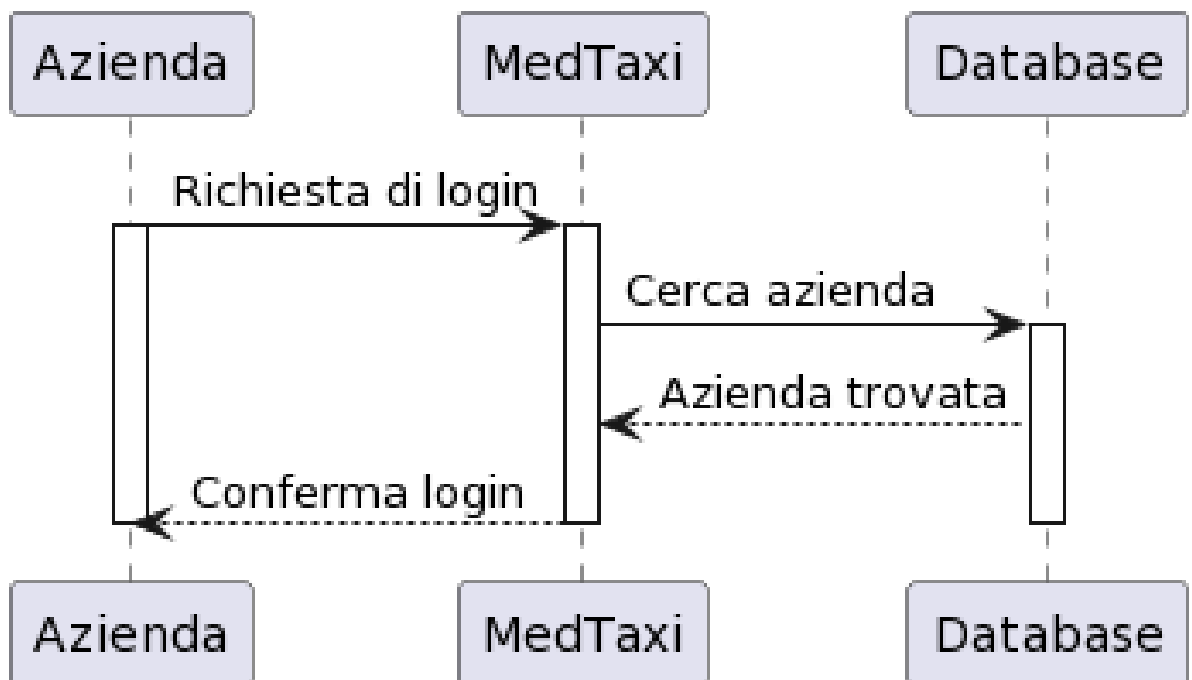 Azienda
MedTaxi
Database
Richiesta di login
Cerca azienda
Azienda trovata
Conferma login
Azienda
MedTaxi
Database